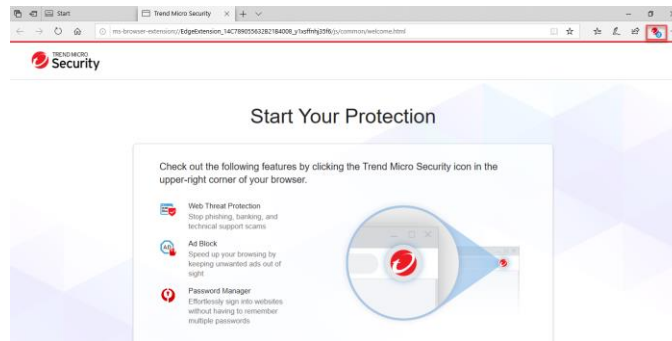 Start
Trend Micro Security
ms-browser-extension://EdgeExtension_14C789055632B21B4008_y1xsffnhj35f6/js/common/welcome.html
TREND MICRO
Security
Start Your Protection
Check out the following features by clicking the Trend Micro Security icon in the
upper-right corner of your browser.
Web Threat Protection
Stop phishing, banking, and
technical support scams
Ad Block
Speed up your browsing by
keeping unwanted ads out of
sight
Password Manager
Effortlessly sign into websites
without having to remember
multiple passwords